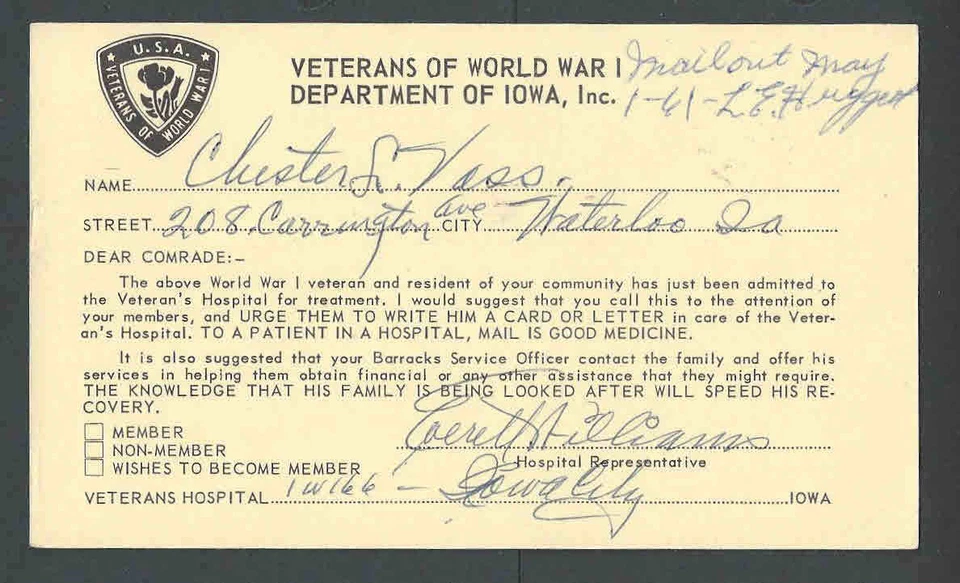 U.S.A.
VETERANS OF WORLD WAR I
VETERANS OF WORLD WAR I
DEPARTMENT OF IOWA, Inc.
Mail out May
1-61-L.E.
NAME Chester L. Vass.
STREET 208 Carrington Ave CITY Waterloo Ia
DEAR COMRADE:-
The above World War I veteran and resident of your community has just been admitted to
the Veteran's Hospital for treatment. I would suggest that you call this to the attention of
your members, and URGE THEM TO WRITE HIM A CARD OR LETTER in care of the Veter-
an's Hospital. TO A PATIENT IN A HOSPITAL, MAIL IS GOOD MEDICINE.
It is also suggested that your Barracks Service Officer contact the family and offer his
services in helping them obtain financial or any other assistance that they might require.
THE KNOWLEDGE THAT HIS FAMILY IS BEING LOOKED AFTER WILL SPEED HIS RE-
COVERY.
MEMBER
NON-MEMBER
WISHES TO BECOME MEMBER
Everett Williams
Hospital Representative
VETERANS HOSPITAL 1W166 - Iowa City IOWA